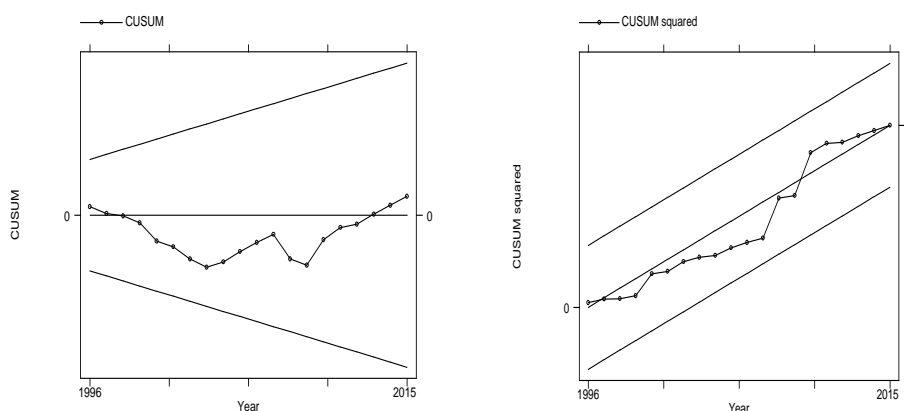 CUSUM
CUSUM
0
0
1996
2015
Year
CUSUM squared
CUSUM squared
0
1996
2015
Year